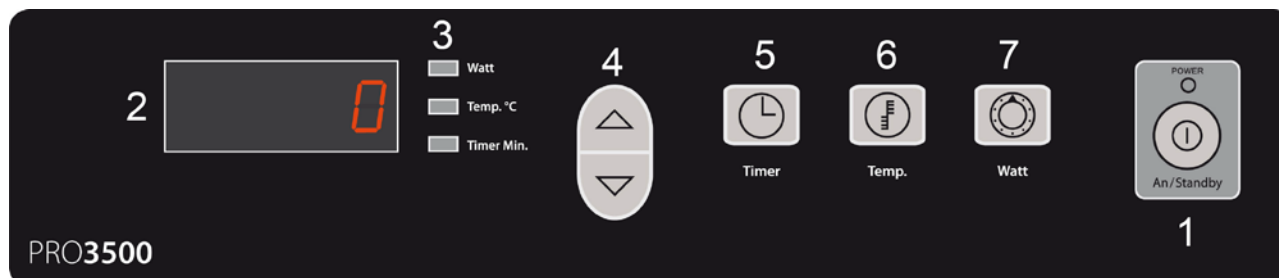 3
4
5
6
7
POWER
Watt
2
0
Temp. °C
Timer Min.
Timer
Temp.
Watt
An/Standby
1
PRO3500